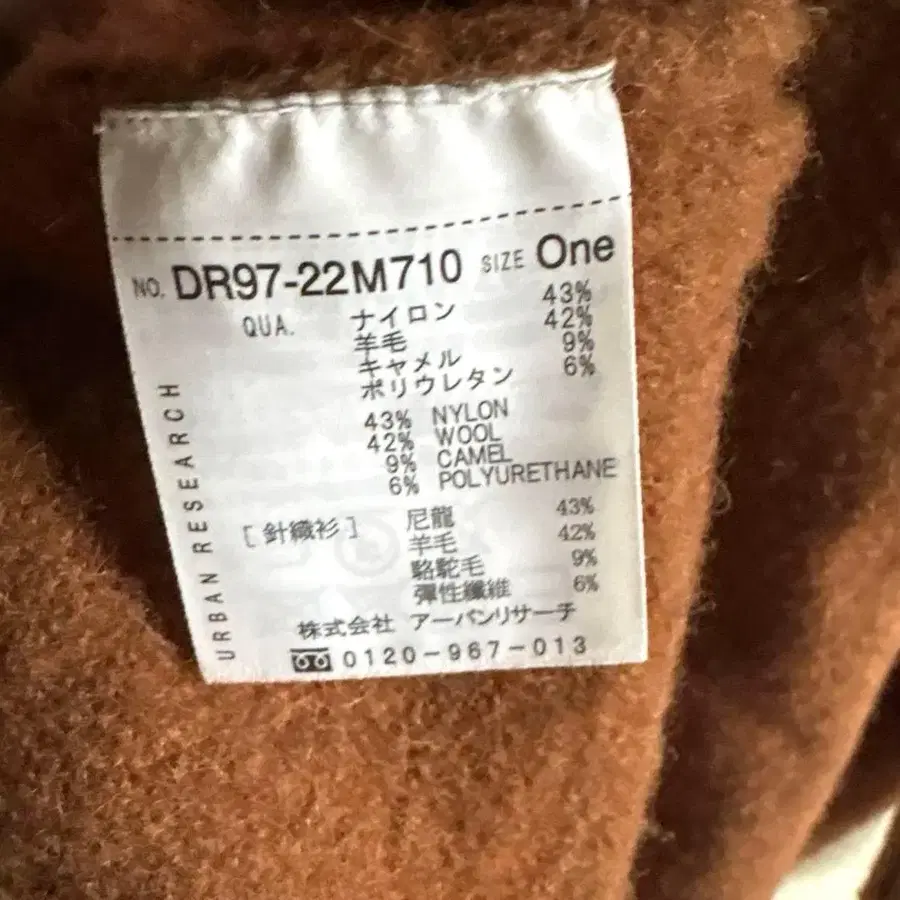 NO. DR97-22M710 SIZE One
QUA. ナイロン 43%
羊毛 42%
キャメル 9%
ポリウレタン 6%
43% NYLON
42% WOOL
9% CAMEL
6% POLYURETHANE
[針織衫] 尼龍 43%
羊毛 42%
駱駝毛 9%
彈性纖維 6%
株式会社 アーバンリサーチ
0120-967-013
URBAN RESEARCH